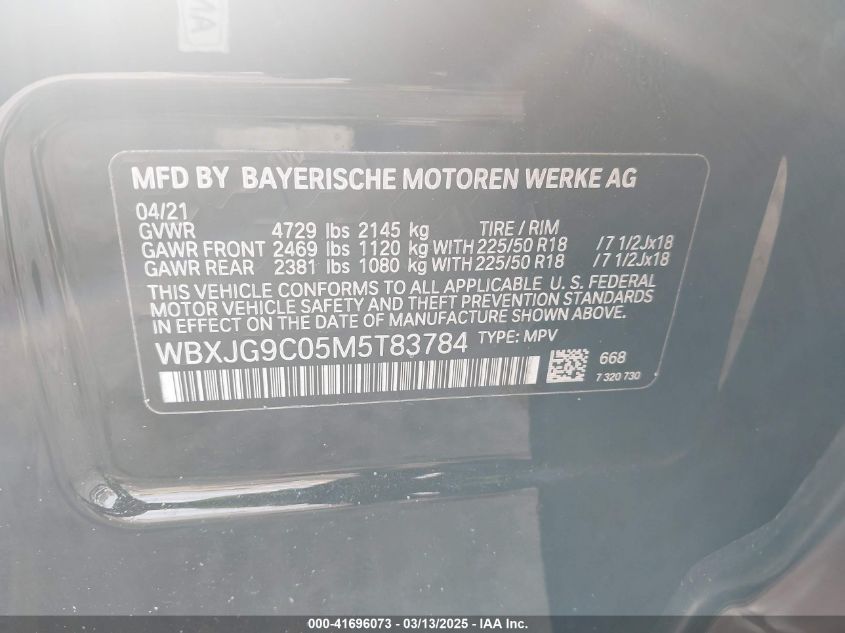 MA
MFD BY BAYERISCHE MOTOREN WERKE AG
04/21
GVWR 4729 lbs 2145 kg TIRE / RIM
GAWR FRONT 2469 lbs 1120 kg WITH 225/50 R18 /7 1/2Jx18
GAWR REAR 2381 lbs 1080 kg WITH 225/50 R18 /7 1/2Jx18
THIS VEHICLE CONFORMS TO ALL APPLICABLE U. S. FEDERAL
MOTOR VEHICLE SAFETY AND THEFT PREVENTION STANDARDS
IN EFFECT ON THE DATE OF MANUFACTURE SHOWN ABOVE.
WBXJG9C05M5T83784 TYPE: MPV
668
7 320 730
000-41696073 / 03/13/2025 / IAA Inc.